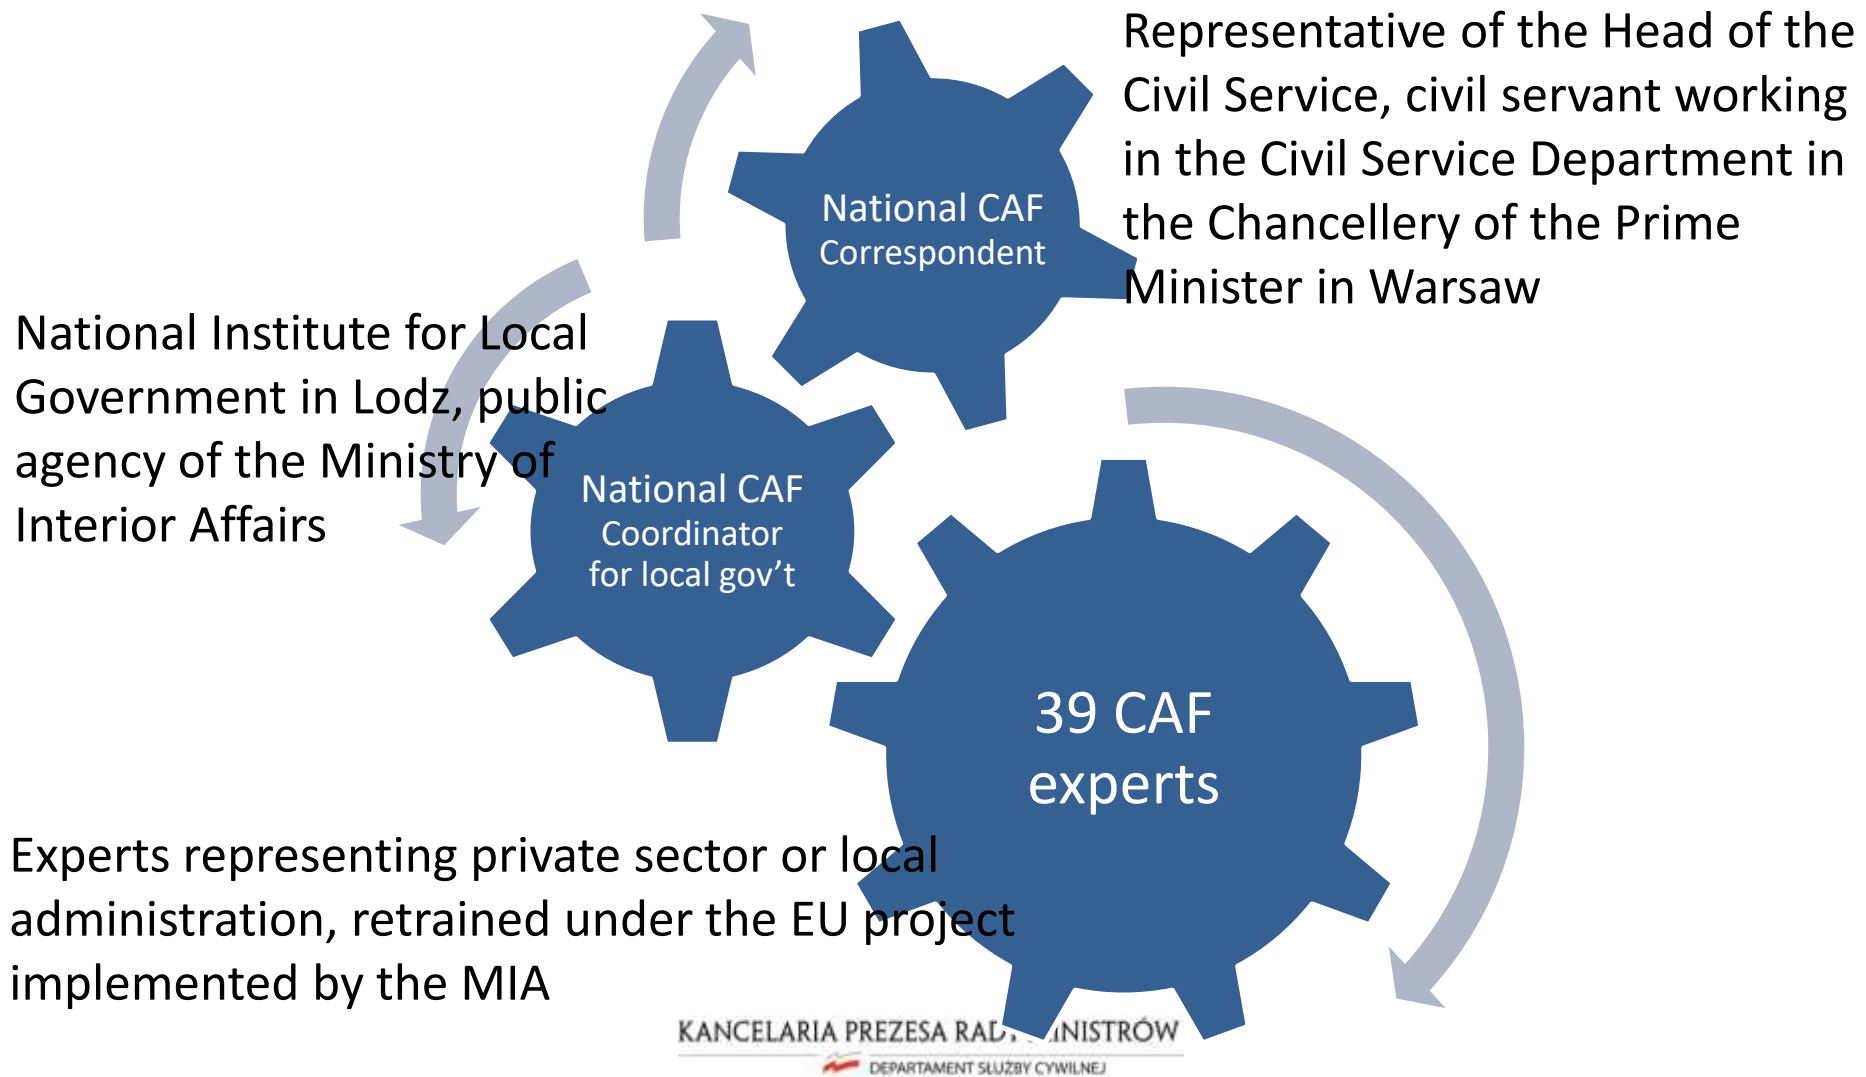 Representative of the Head of the
Civil Service, civil servant working
in the Civil Service Department in
the Chancellery of the Prime
Minister in Warsaw
National CAF
Correspondent
National Institute for Local
Government in Lodz, public
agency of the Ministry of
Interior Affairs
National CAF
Coordinator
for local gov’t
39 CAF
experts
Experts representing private sector or local
administration, retrained under the EU project
implemented by the MIA
KANCELARIA PREZESA
DEPARTAMENT SŁUŻBY CYWILNEJ